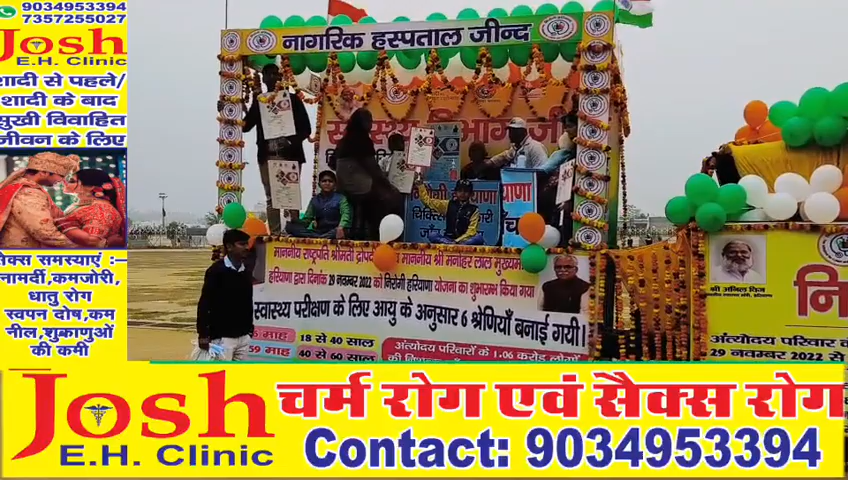 9034953394
7357255027
Josh
E.H. CLINIC
शादी से पहले/
शादी के बाद
सुखी विवाहित
जीवन के लिए
सैक्स समस्याएं :–
नामर्दी,कमजोरी,
धातु रोग
स्वपन दोष,कम
नील,शुक्राणुओं
की कमी
नागरिक हस्पताल जीन्द
स्वास्थ्य विभाग
राष्ट्रपति श्रीमती द्रौपदी
माननीय श्री मनोहर लाल
हरियाणा द्वारा दिनांक 29 नवम्बर 2022 को निरोगी हरियाणा योजना का शुभारम्भ किया गया
स्वास्थ्य परीक्षण के लिए आयु के अनुसार 6 श्रेणियाँ बनाई गयी।
माह 18 से 40 साल
59 माह 40 से 60 साल
अंत्योदय परिवारों के 1.06 करोड़ लोगों
श्री अनिल विज
अंत्योदय परिवार के
29 नवम्बर 2022 से
Josh
E.H. Clinic
चर्म रोग एवं सैक्स रोग
Contact: 9034953394